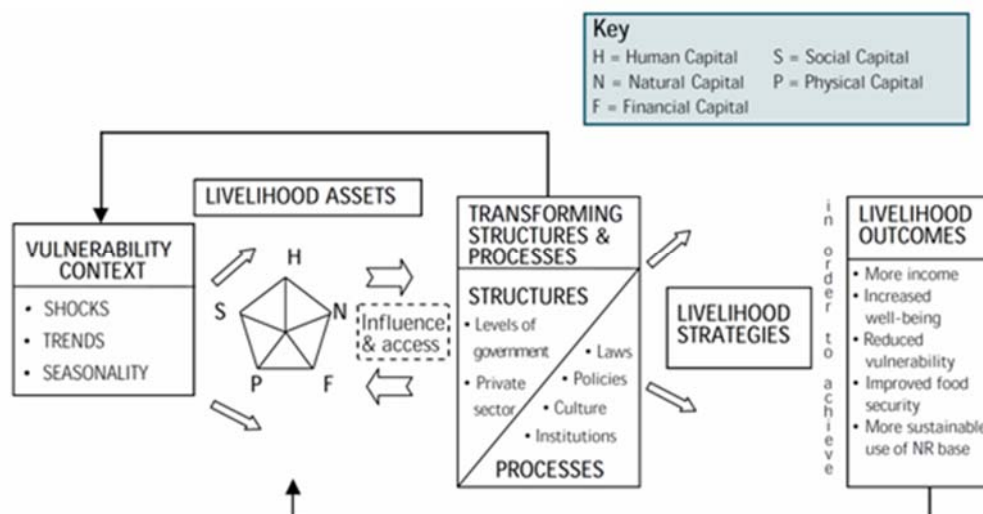 Key
H = Human Capital
S = Social Capital
N = Natural Capital
P = Physical Capital
F = Financial Capital
LIVELIHOOD ASSETS
VULNERABILITY
CONTEXT
• SHOCKS
• TRENDS
• SEASONALITY
H
S
N
P
F
Influence
& access
TRANSFORMING
STRUCTURES &
PROCESSES
STRUCTURES
• Levels of
government
• Private
sector
• Laws
• Policies
• Culture
• Institutions
PROCESSES
LIVELIHOOD
STRATEGIES
in order to achieve
LIVELIHOOD
OUTCOMES
• More income
• Increased
well-being
• Reduced
vulnerability
• Improved food
security
• More sustainable
use of NR base